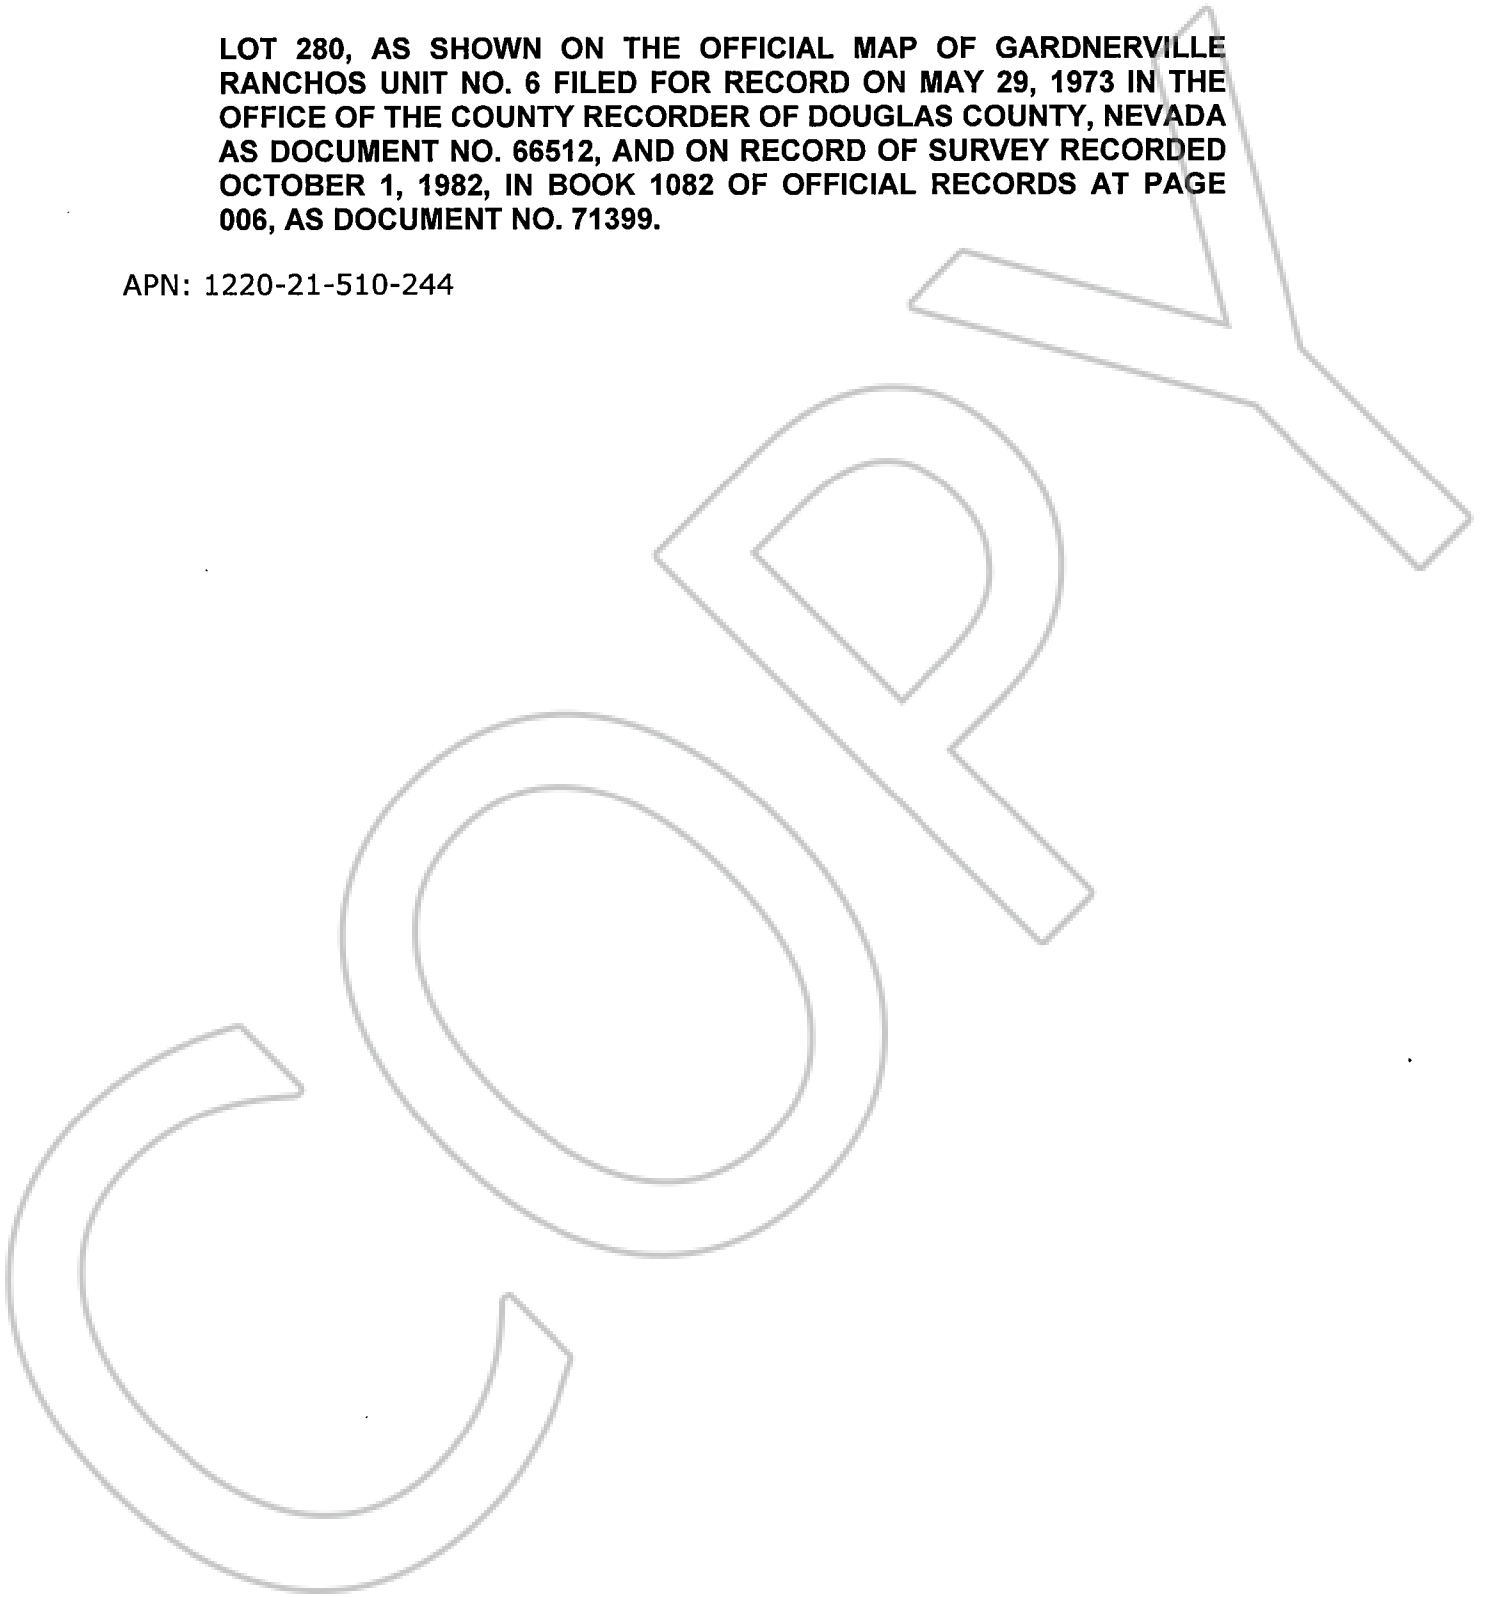 LOT 280, AS SHOWN ON THE OFFICIAL MAP OF GARDNERVILLE
RANCHOS UNIT NO. 6 FILED FOR RECORD ON MAY 29, 1973 IN THE
OFFICE OF THE COUNTY RECORDER OF DOUGLAS COUNTY, NEVADA
AS DOCUMENT NO. 66512, AND ON RECORD OF SURVEY RECORDED
OCTOBER 1, 1982, IN BOOK 1082 OF OFFICIAL RECORDS AT PAGE
006, AS DOCUMENT NO. 71399.
APN: 1220-21-510-244
COPY